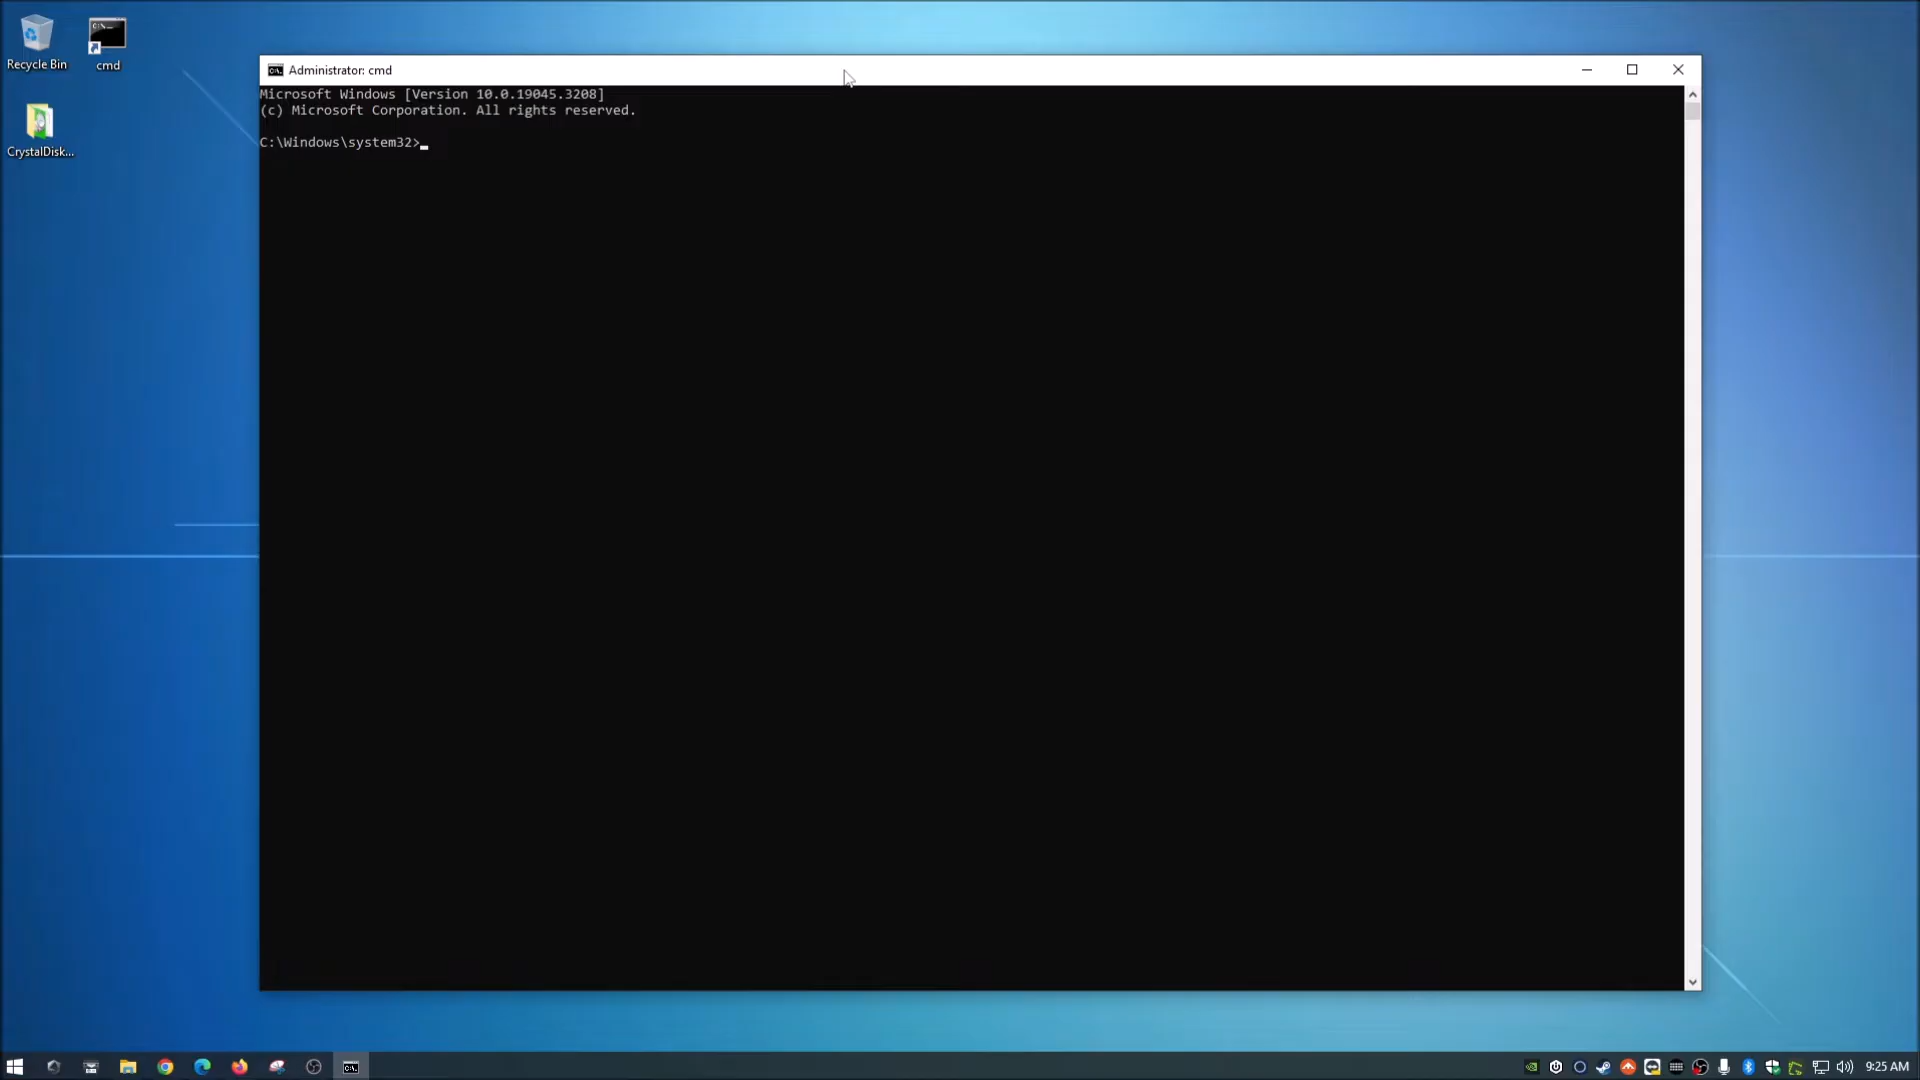 Recycle Bin
cmd
CrystalDisk...
Administrator: cmd
Microsoft Windows [Version 10.0.19045.3208]
(c) Microsoft Corporation. All rights reserved.
C:\Windows\system32>
9:25 AM